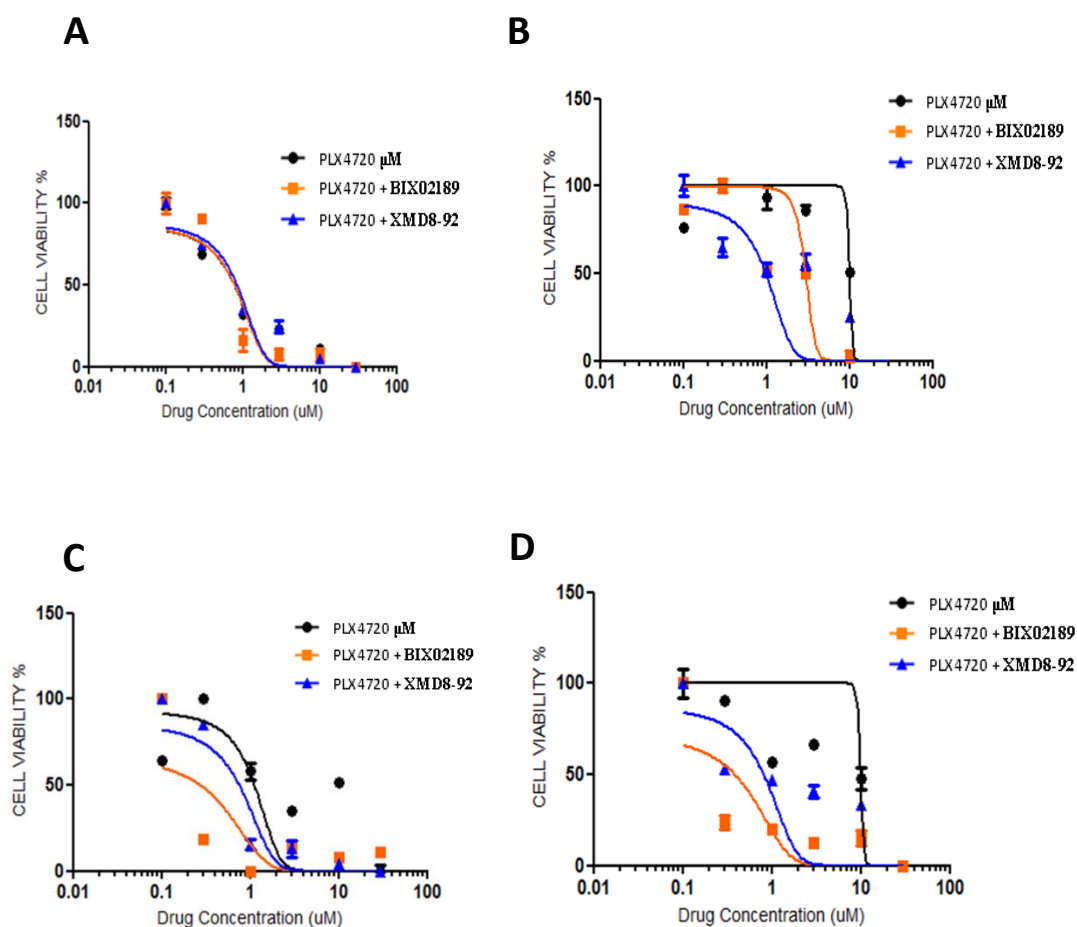 A
CELL VIABILITY %
150
100
50
0
0.01 0.1 1 10 100
Drug Concentration (uM)
PLX4720 µM
PLX4720 + BIX02189
PLX4720 + XMD8-92
B
CELL VIABILITY %
150
100
50
0
0.01 0.1 1 10 100
Drug Concentration (uM)
PLX4720 µM
PLX4720 + BIX02189
PLX4720 + XMD8-92
C
CELL VIABILITY %
150
100
50
0
0.01 0.1 1 10 100
Drug Concentration (uM)
PLX4720 µM
PLX4720 + BIX02189
PLX4720 + XMD8-92
D
CELL VIABILITY %
150
100
50
0
0.01 0.1 1 10 100
Drug Concentration (uM)
PLX4720 µM
PLX4720 + BIX02189
PLX4720 + XMD8-92